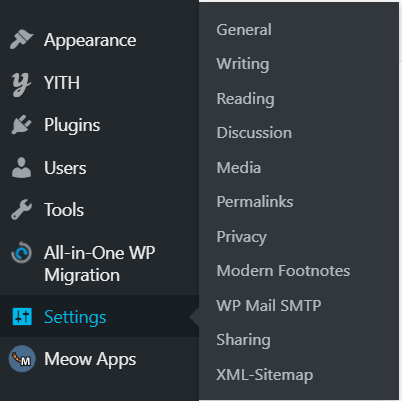 Appearance
YITH
Plugins
Users
Tools
All-in-One WP
Migration
Settings
Meow Apps
General
Writing
Reading
Discussion
Media
Permalinks
Privacy
Modern Footnotes
WP Mail SMTP
Sharing
XML-Sitemap